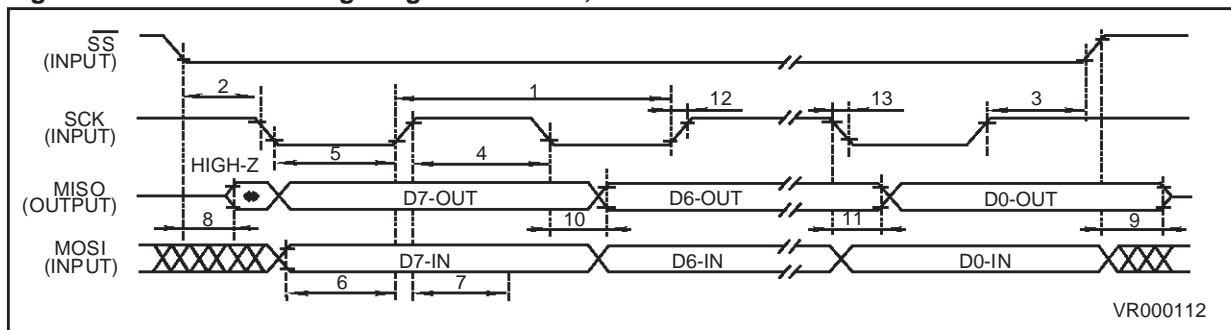 SS
(INPUT)
2
1
12
13
3
SCK
(INPUT)
5
4
HIGH-Z
MISO
(OUTPUT)
D7-OUT
D6-OUT
D0-OUT
8
10
11
9
MOSI
(INPUT)
D7-IN
D6-IN
D0-IN
6
7
VR000112